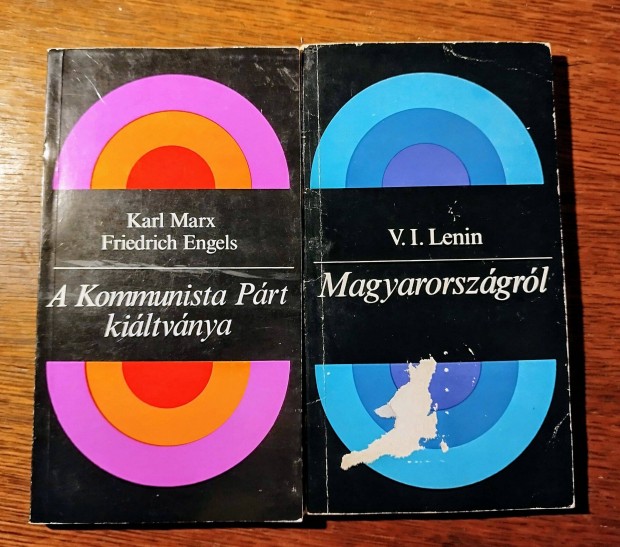 Karl Marx
Friedrich Engels
A Kommunista Párt
kiáltványa
V. I. Lenin
Magyarországról